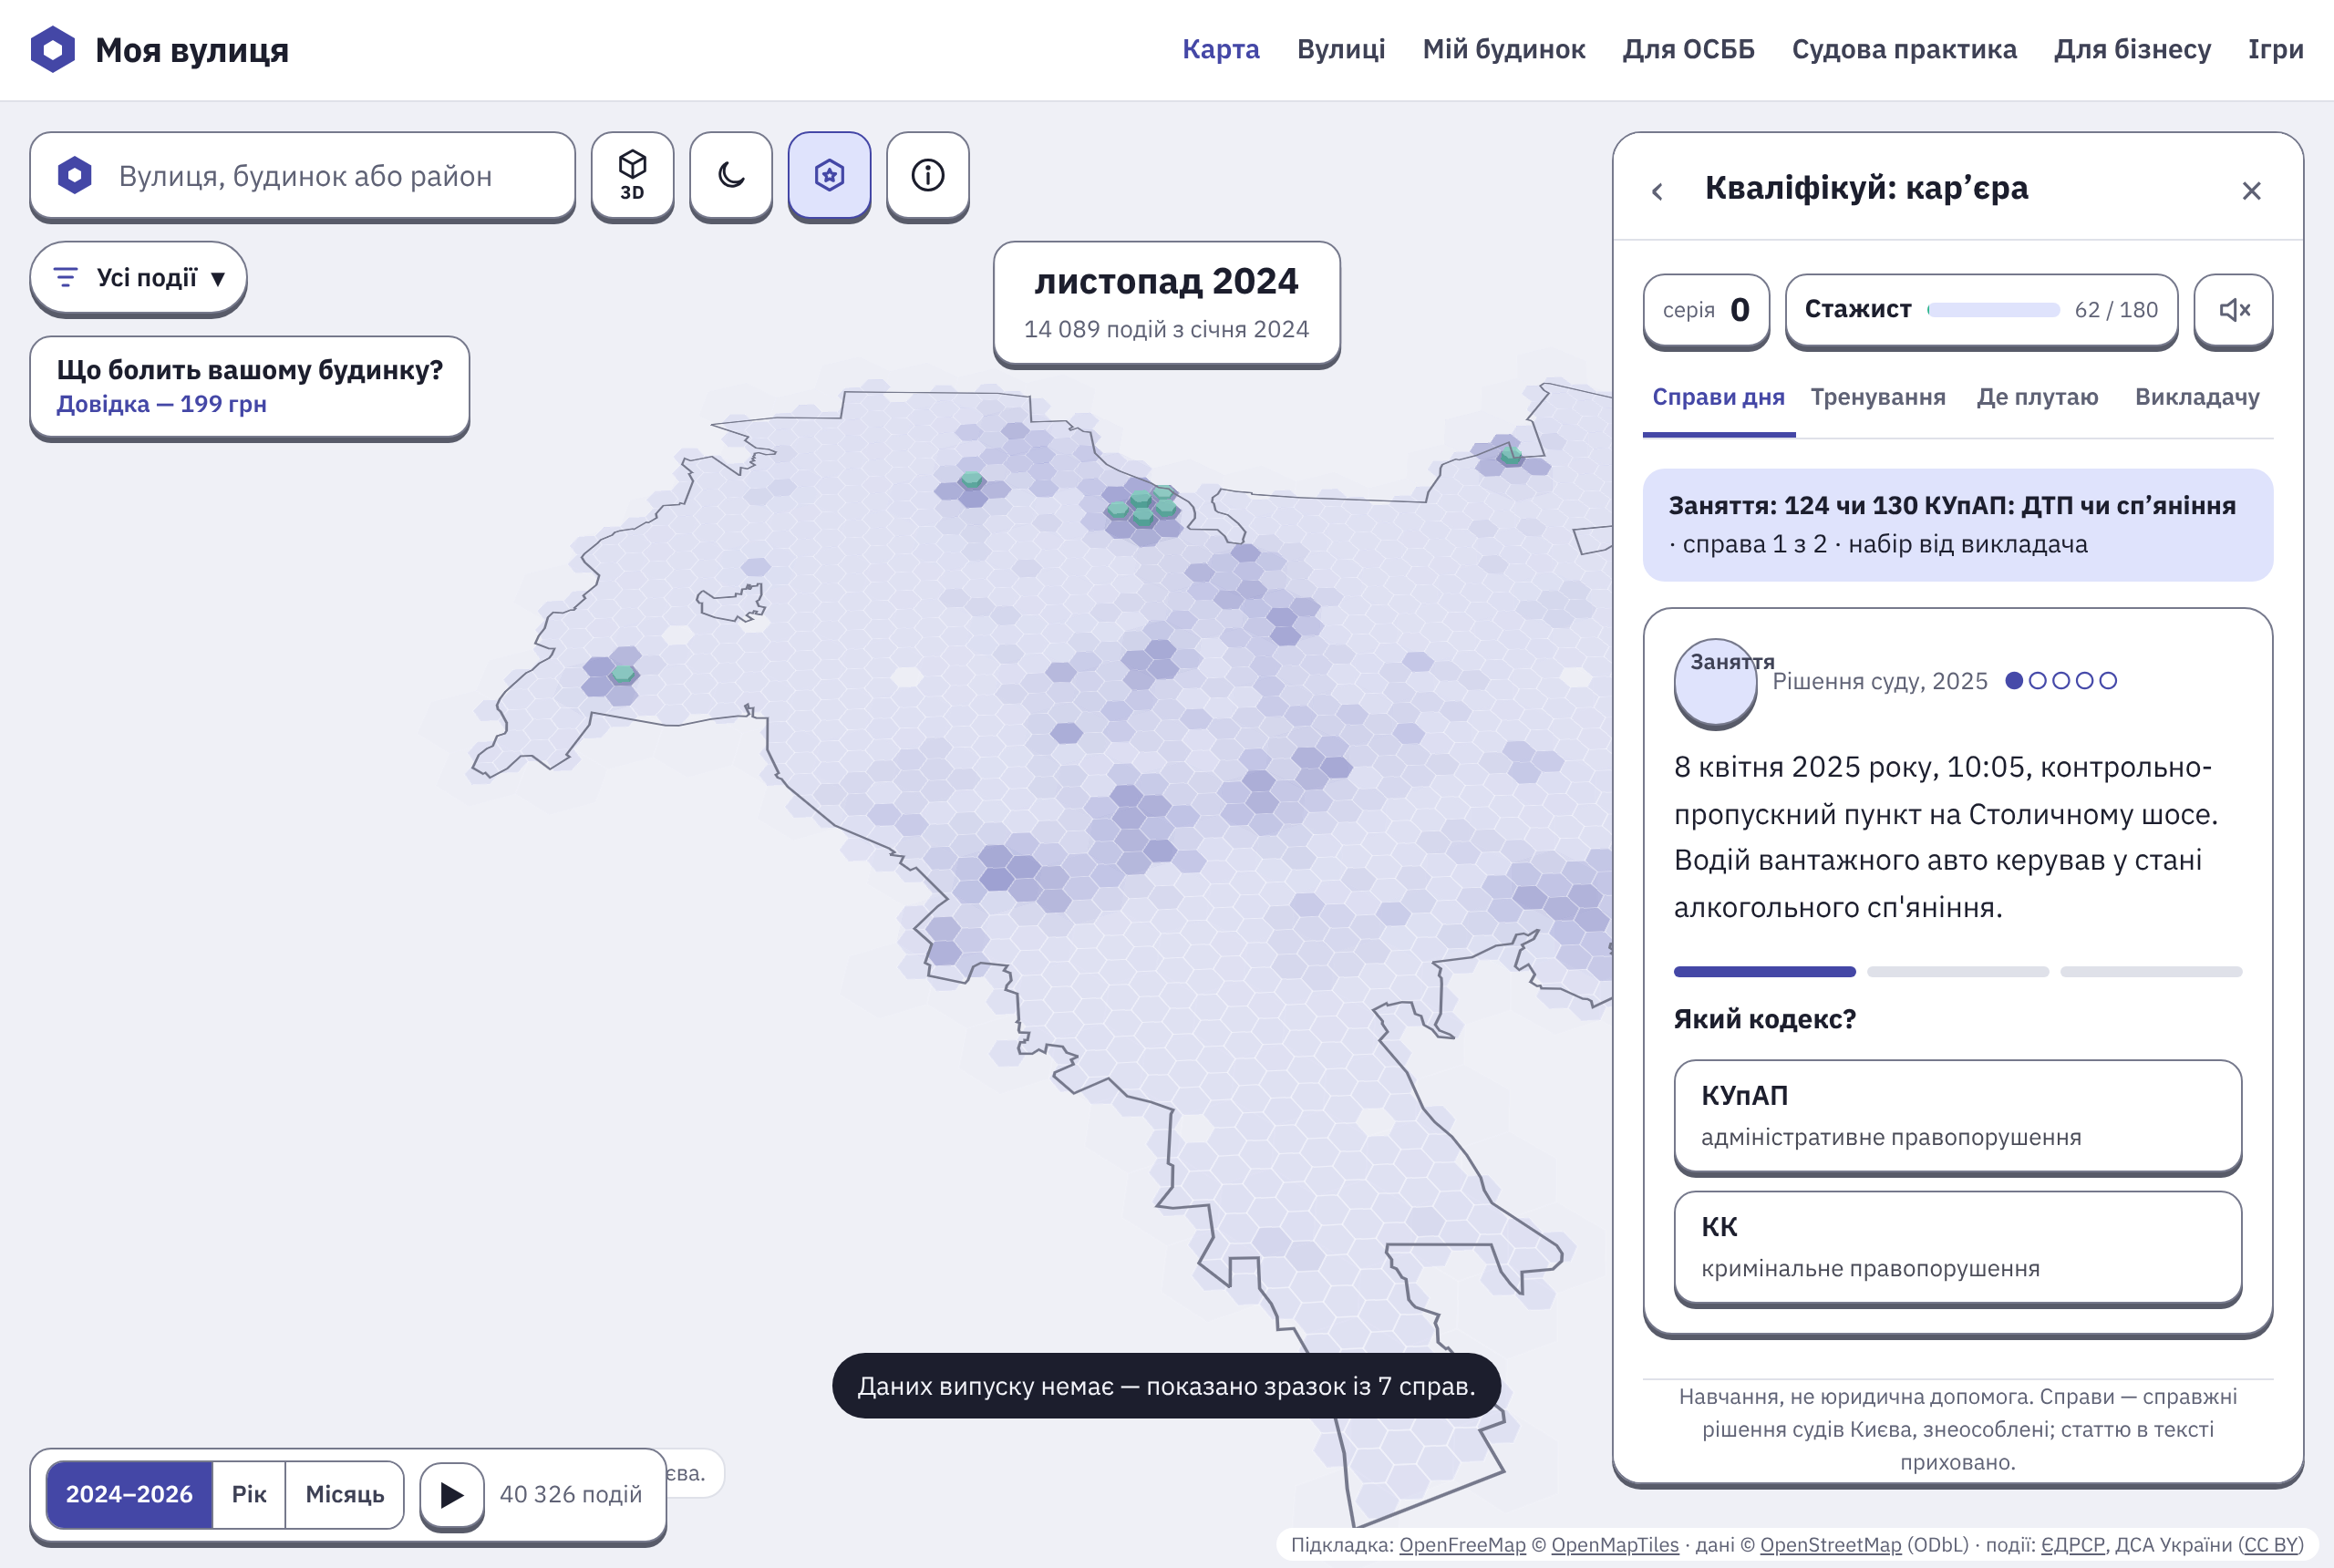 Моя вулиця
Карта Вулиці Мій будинок Для ОСББ Судова практика Для бізнесу Ігри
Вулиця, будинок або район
3D
Усі події ▼
Що болить вашому будинку?
Довідка — 199 грн
листопад 2024
14 089 подій з січня 2024
Кваліфікуй: кар’єра
серія 0 Стажист 62 / 180
Справи дня Тренування Де плутаю Викладачу
Заняття: 124 чи 130 КУпАП: ДТП чи сп’яніння
· справа 1 з 2 · набір від викладача
Заняття
Рішення суду, 2025
8 квітня 2025 року, 10:05, контрольно-
пропускний пункт на Столичному шосе.
Водій вантажного авто керував у стані
алкогольного сп'яніння.
Який кодекс?
КУпАП
адміністративне правопорушення
КК
кримінальне правопорушення
Навчання, не юридична допомога. Справи — справжні
рішення судів Києва, знеособлені; статтю в тексті
приховано.
Даних випуску немає — показано зразок із 7 справ.
2024–2026 Рік Місяць 40 326 подій
єва.
Підкладка: OpenFreeMap © OpenMapTiles · дані © OpenStreetMap (ODbL) · події: ЄДРСР, ДСА України (CC BY)